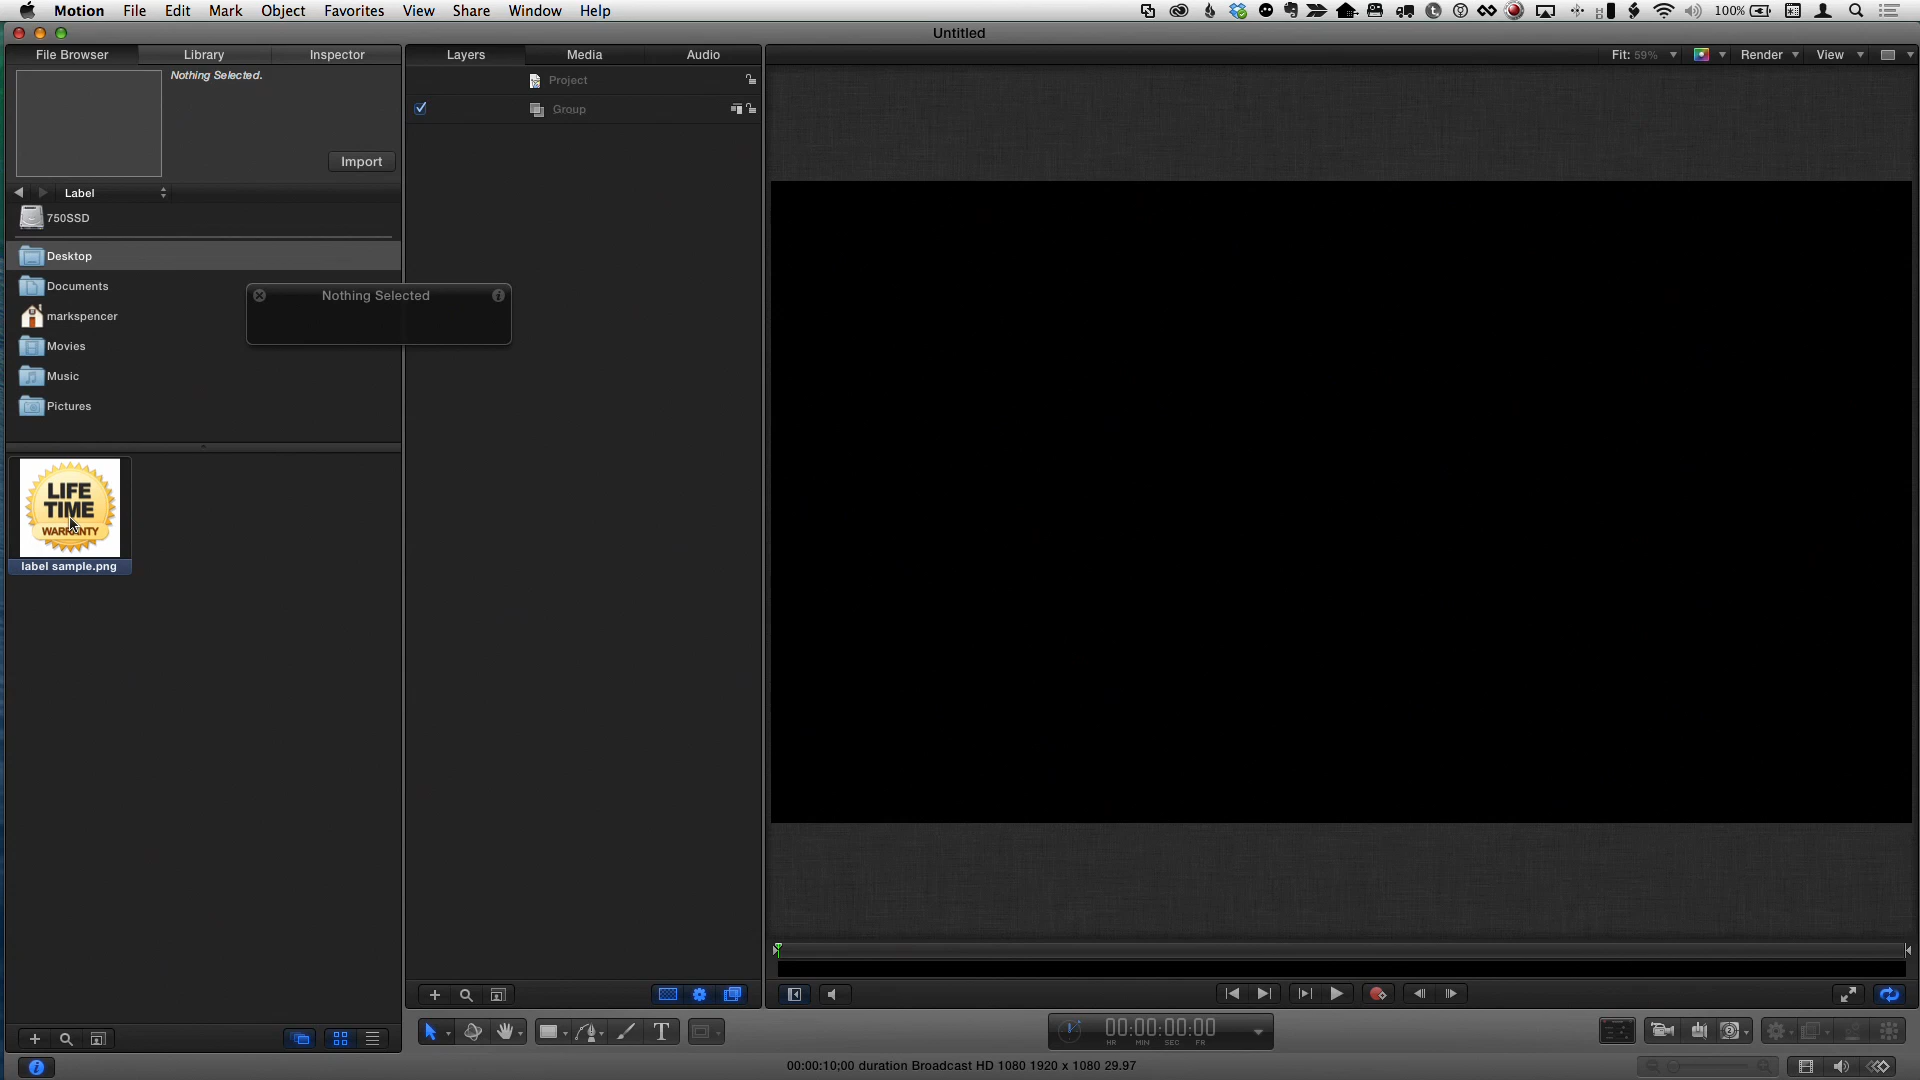 Motion File Edit Mark Object Favorites View Share Window Help 100%
Untitled
File Browser Library Inspector
Nothing Selected.
Import
Label
750SSD
Desktop
Documents
markspencer
Movies
Music
Pictures
LIFE
TIME
WARRANTY
label sample.png
Layers Media Audio
Project
Group
Nothing Selected
Fit: 59% Render View
00:00:00:00
HR MIN SEC FR
00:00:10;00 duration Broadcast HD 1080 1920 x 1080 29.97